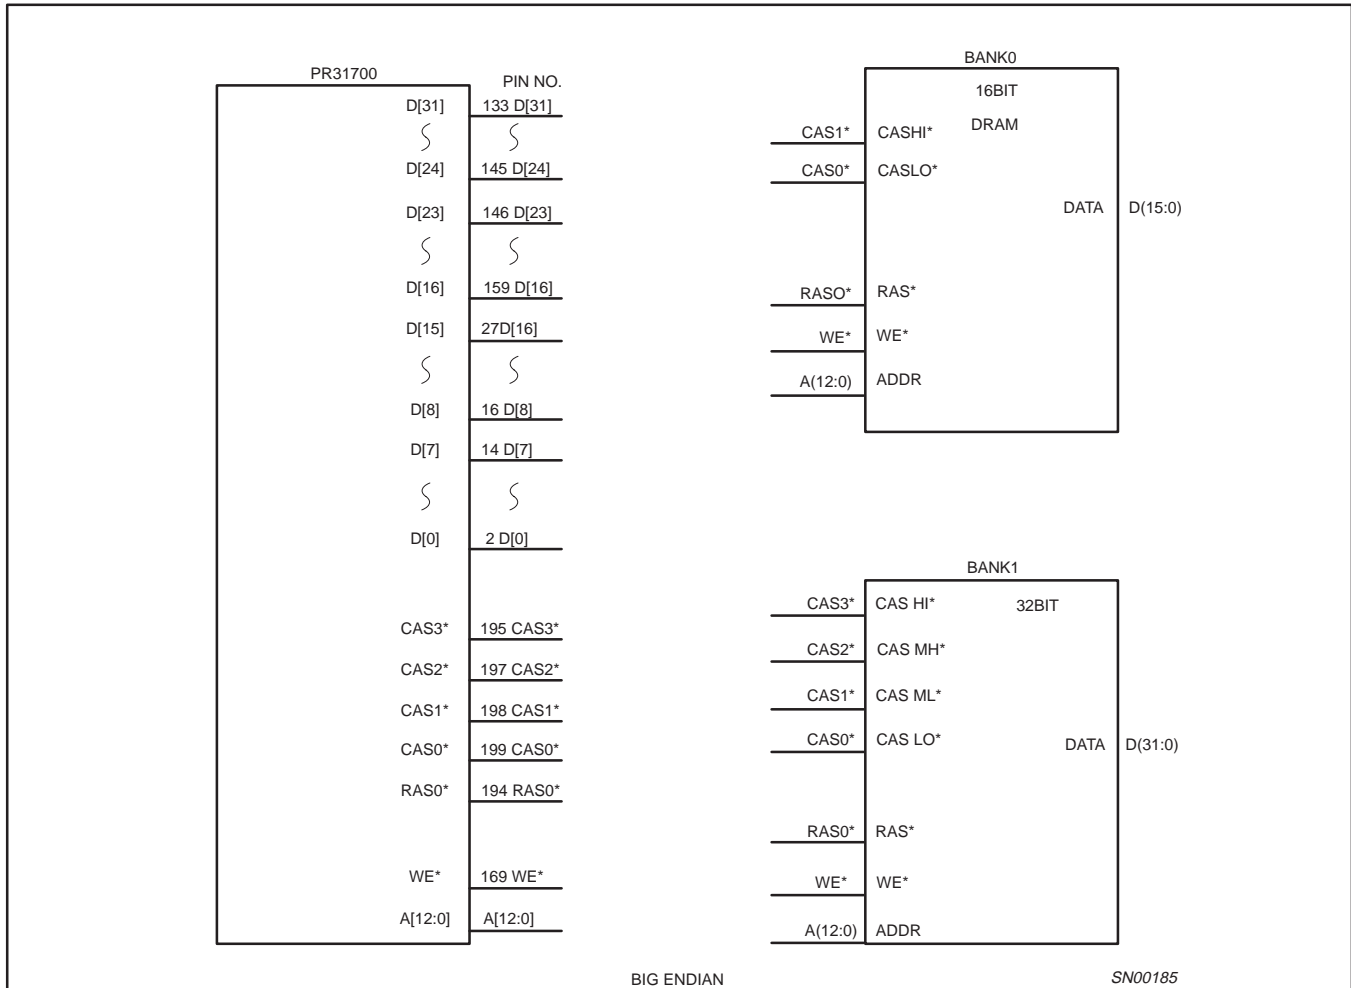 PR31700
PIN NO.
D[31] 133 D[31]
D[24] 145 D[24]
D[23] 146 D[23]
D[16] 159 D[16]
D[15] 27D[16]
D[8] 16 D[8]
D[7] 14 D[7]
D[0] 2 D[0]
CAS3* 195 CAS3*
CAS2* 197 CAS2*
CAS1* 198 CAS1*
CAS0* 199 CAS0*
RAS0* 194 RAS0*
WE* 169 WE*
A[12:0] A[12:0]
BANK0
16BIT
DRAM
CAS1* CASHI*
CAS0* CASLO*
DATA D(15:0)
RASO* RAS*
WE* WE*
A(12:0) ADDR
BANK1
32BIT
CAS3* CAS HI*
CAS2* CAS MH*
CAS1* CAS ML*
CAS0* CAS LO*
DATA D(31:0)
RAS0* RAS*
WE* WE*
A(12:0) ADDR
BIG ENDIAN
SN00185